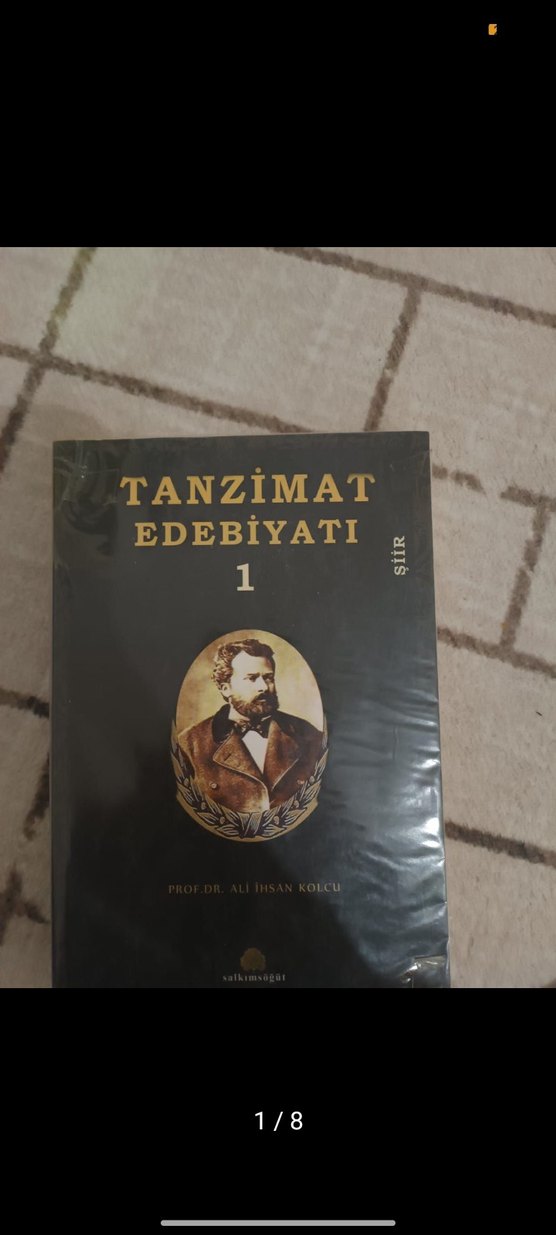 TANZİMAT
EDEBİYATI
1
ŞİİR
PROF.DR. ALİ İHSAN KOLCU
salkımsöğüt
1 / 8